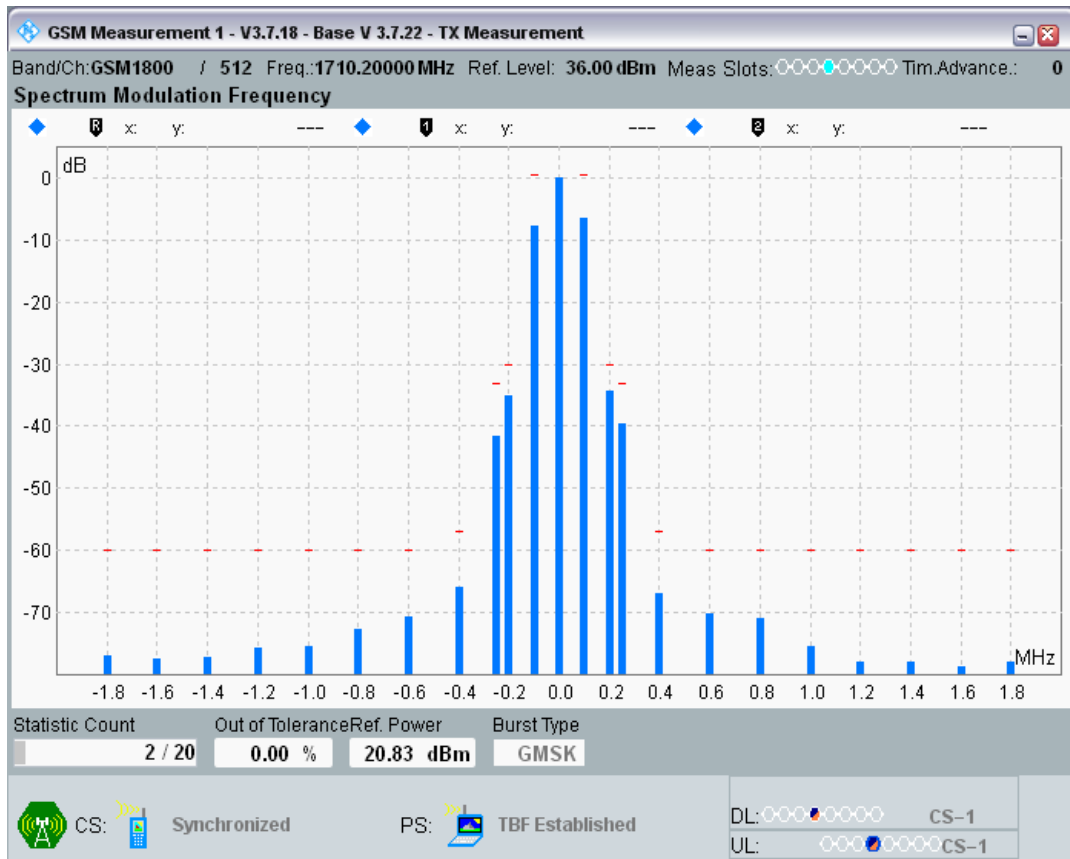 GSM Measurement 1 - V3.7.18 - Base V 3.7.22 - TX Measurement
Band/Ch:GSM1800 / 512 Freq.:1710.20000 MHz Ref. Level: 36.00 dBm Meas Slots: Tim.Advance.: 0
Spectrum Modulation Frequency
R x: y: --- 1 x: y: --- 2 x: y: ---
dB
0
-10
-20
-30
-40
-50
-60
-70
MHz
-1.8 -1.6 -1.4 -1.2 -1.0 -0.8 -0.6 -0.4 -0.2 0.0 0.2 0.4 0.6 0.8 1.0 1.2 1.4 1.6 1.8
Statistic Count Out of Tolerance Ref. Power Burst Type
2 / 20 0.00 % 20.83 dBm GMSK
CS: Synchronized PS: TBF Established
DL: CS-1
UL: CS-1